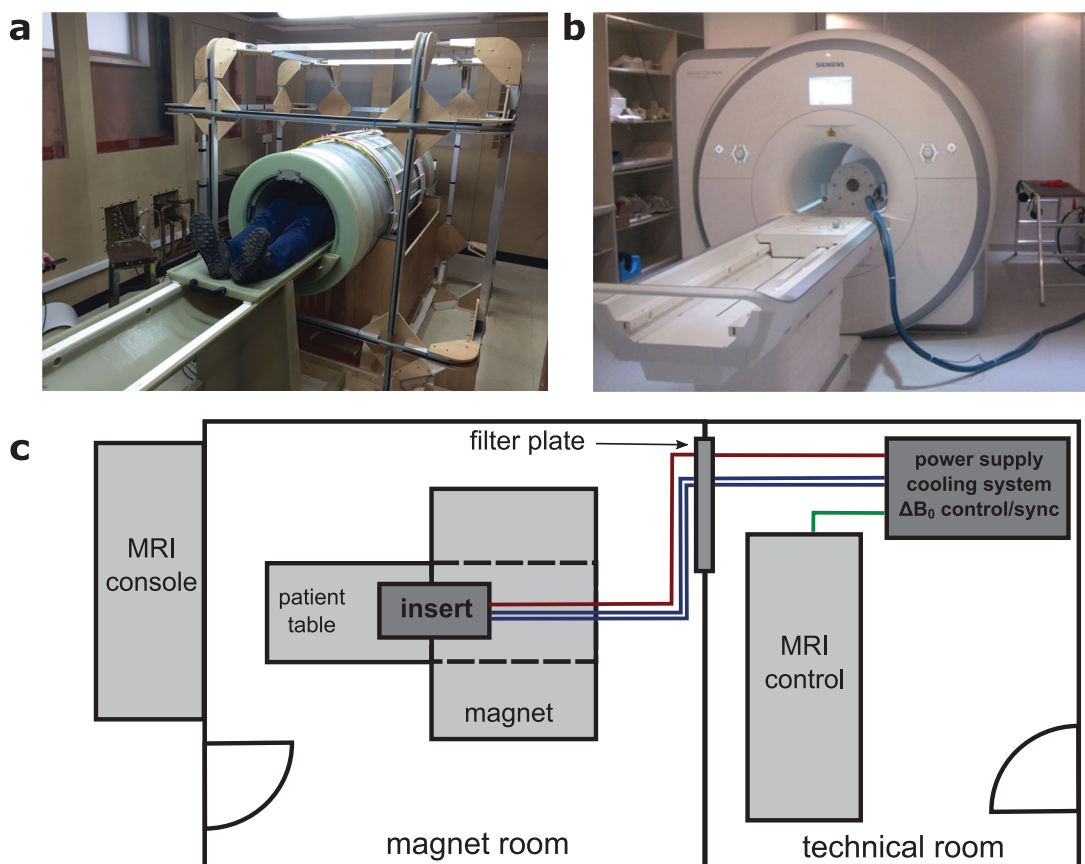 a
b
SIEMENS
c
filter plate
power supply
cooling system
ΔB₀ control/sync
MRI
console
patient
table
insert
magnet
MRI
control
magnet room
technical room